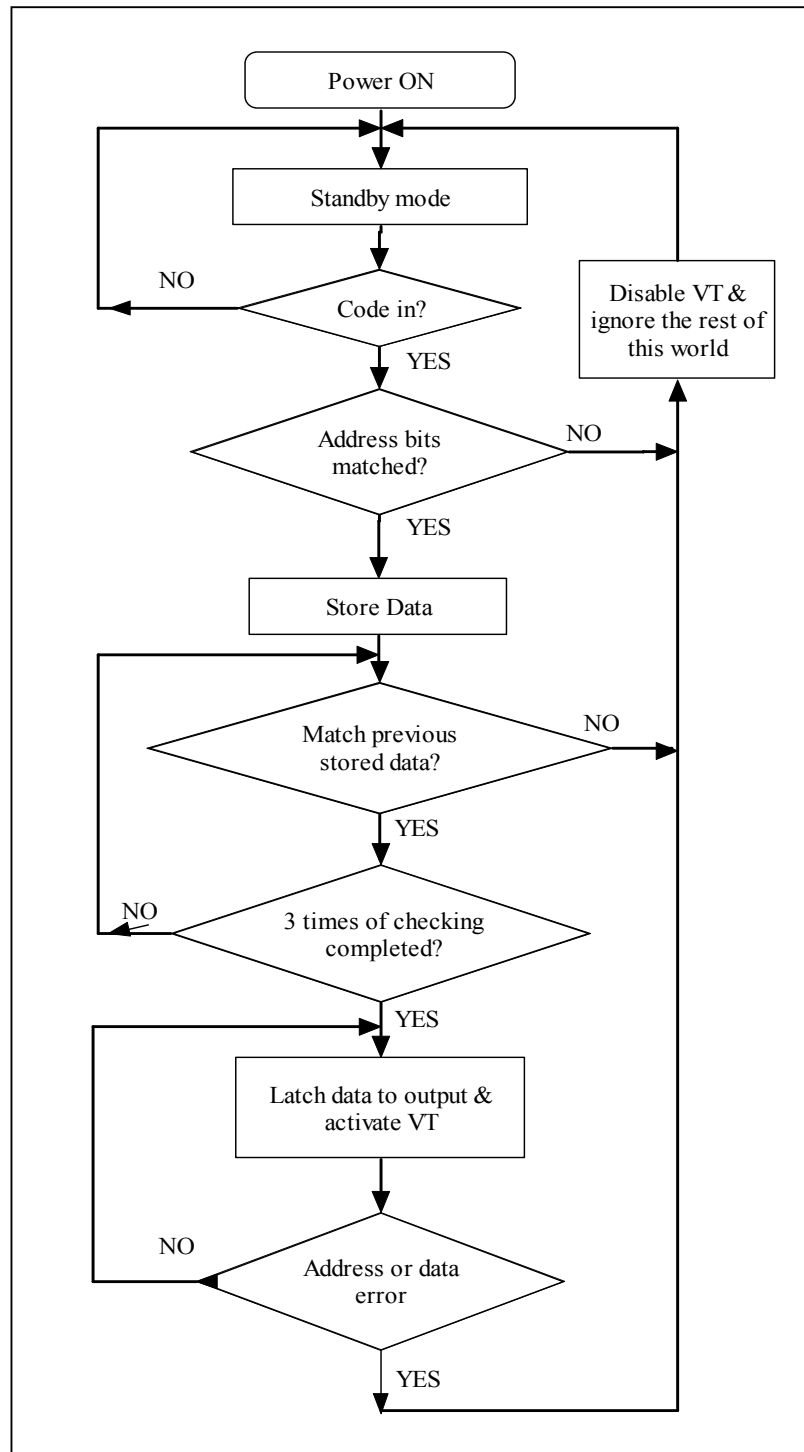 Power ON
Standby mode
NO
Code in?
Disable VT &
ignore the rest of
this world
YES
Address bits
matched?
NO
YES
Store Data
Match previous
stored data?
NO
YES
NO
3 times of checking
completed?
YES
Latch data to output &
activate VT
NO
Address or data
error
YES